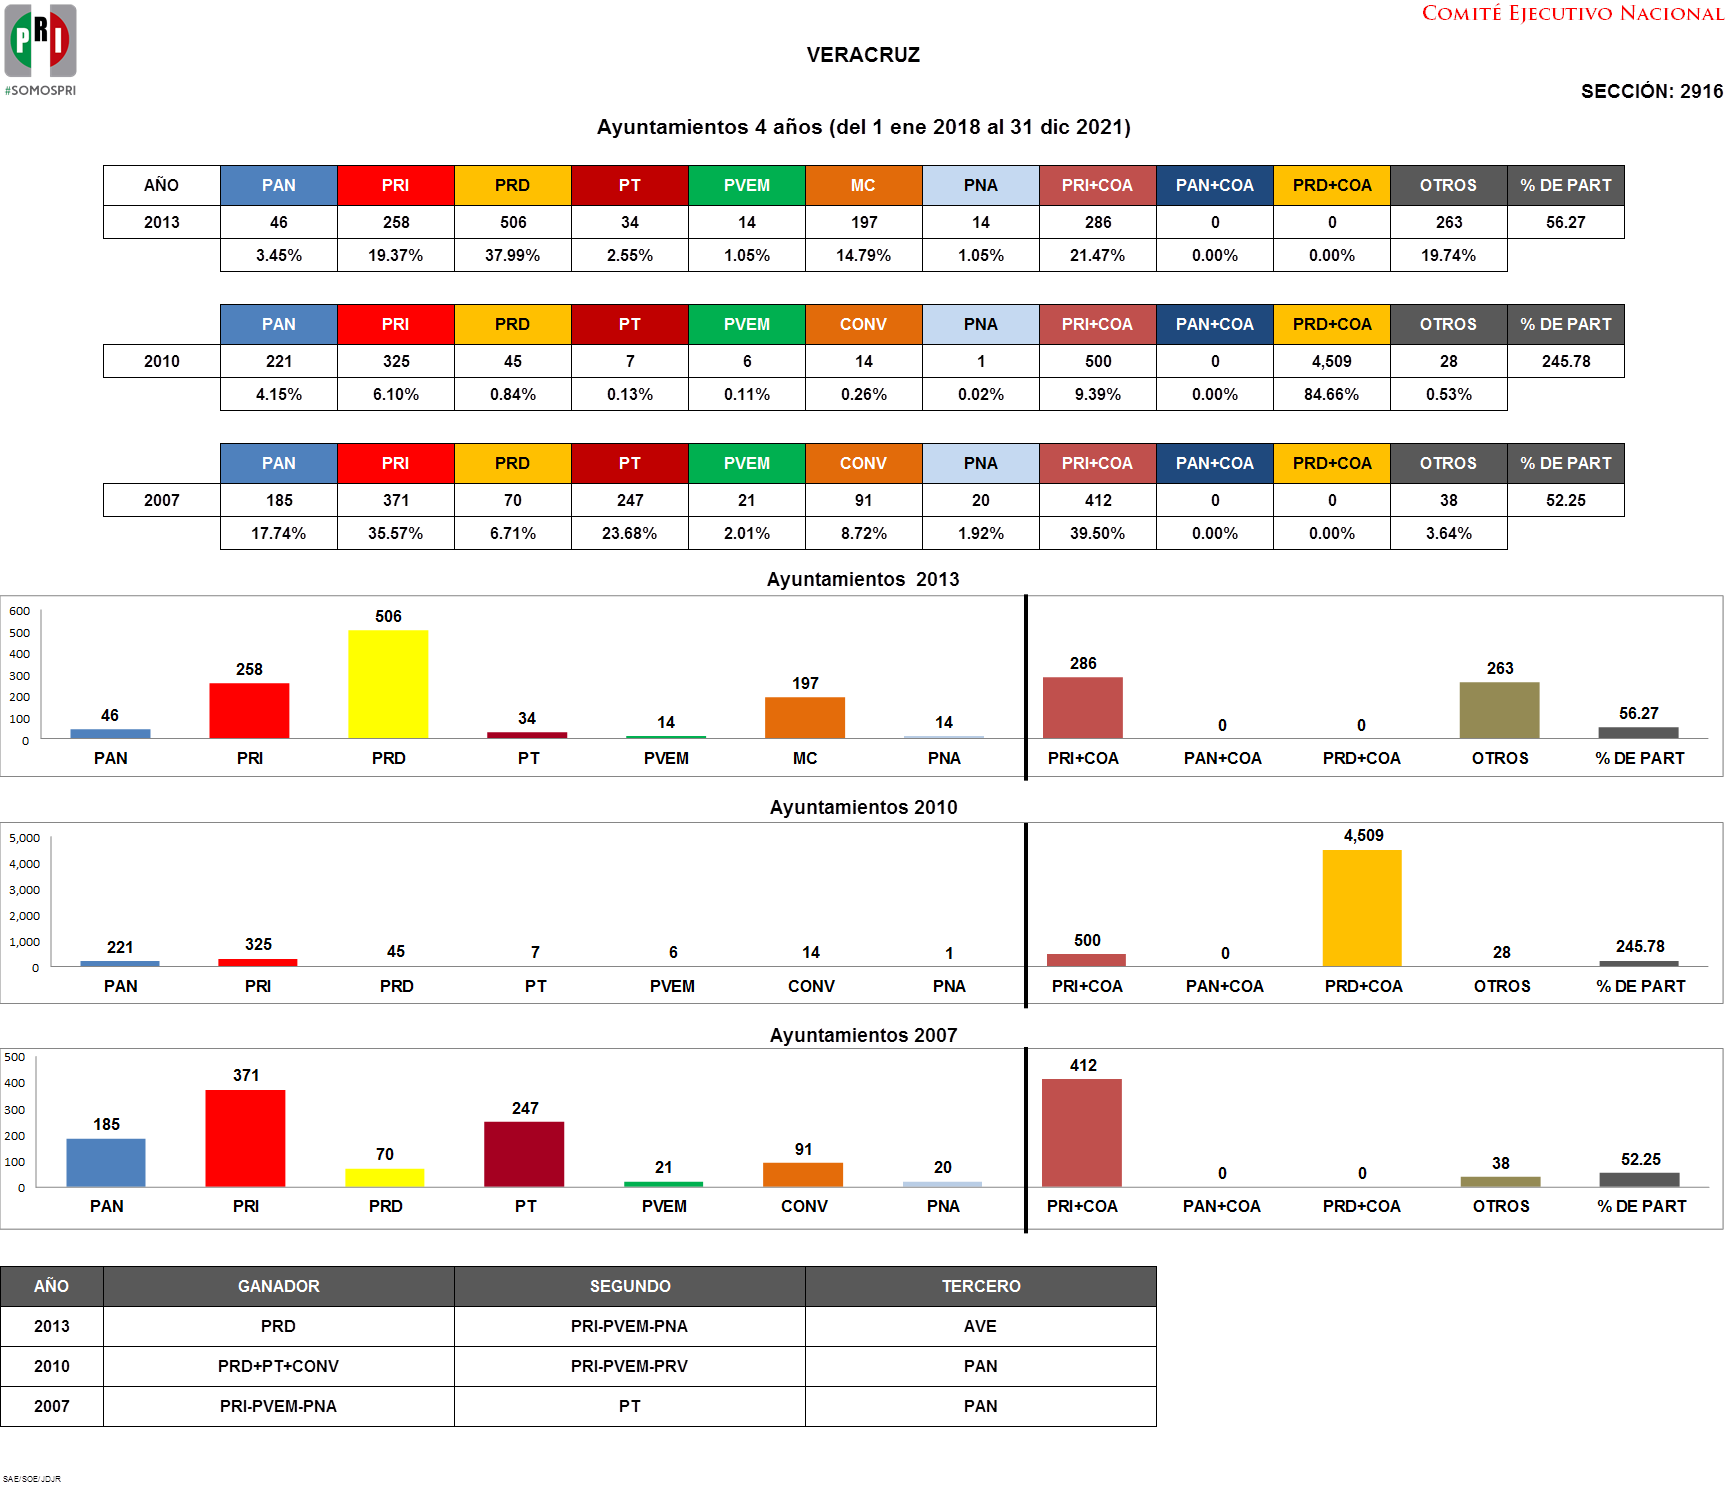 COMITÉ EJECUTIVO NACIONAL
PRI
#SOMOSPRI
VERACRUZ
SECCIÓN: 2916
Ayuntamientos 4 años (del 1 ene 2018 al 31 dic 2021)
AÑO PAN PRI PRD PT PVEM MC PNA PRI+COA PAN+COA PRD+COA OTROS % DE PART
2013 46 258 506 34 14 197 14 286 0 0 263 56.27
3.45% 19.37% 37.99% 2.55% 1.05% 14.79% 1.05% 21.47% 0.00% 0.00% 19.74%
PAN PRI PRD PT PVEM CONV PNA PRI+COA PAN+COA PRD+COA OTROS % DE PART
2010 221 325 45 7 6 14 1 500 0 4,509 28 245.78
4.15% 6.10% 0.84% 0.13% 0.11% 0.26% 0.02% 9.39% 0.00% 84.66% 0.53%
PAN PRI PRD PT PVEM CONV PNA PRI+COA PAN+COA PRD+COA OTROS % DE PART
2007 185 371 70 247 21 91 20 412 0 0 38 52.25
17.74% 35.57% 6.71% 23.68% 2.01% 8.72% 1.92% 39.50% 0.00% 0.00% 3.64%
Ayuntamientos 2013
600
500
400
300
200
100
0
46 258 506 34 14 197 14 286 0 0 263 56.27
PAN PRI PRD PT PVEM MC PNA PRI+COA PAN+COA PRD+COA OTROS % DE PART
Ayuntamientos 2010
5,000
4,000
3,000
2,000
1,000
0
221 325 45 7 6 14 1 500 0 4,509 28 245.78
PAN PRI PRD PT PVEM CONV PNA PRI+COA PAN+COA PRD+COA OTROS % DE PART
Ayuntamientos 2007
500
400
300
200
100
0
185 371 70 247 21 91 20 412 0 0 38 52.25
PAN PRI PRD PT PVEM CONV PNA PRI+COA PAN+COA PRD+COA OTROS % DE PART
AÑO GANADOR SEGUNDO TERCERO
2013 PRD PRI-PVEM-PNA AVE
2010 PRD+PT+CONV PRI-PVEM-PRV PAN
2007 PRI-PVEM-PNA PT PAN
SAE/SOE/JDJR